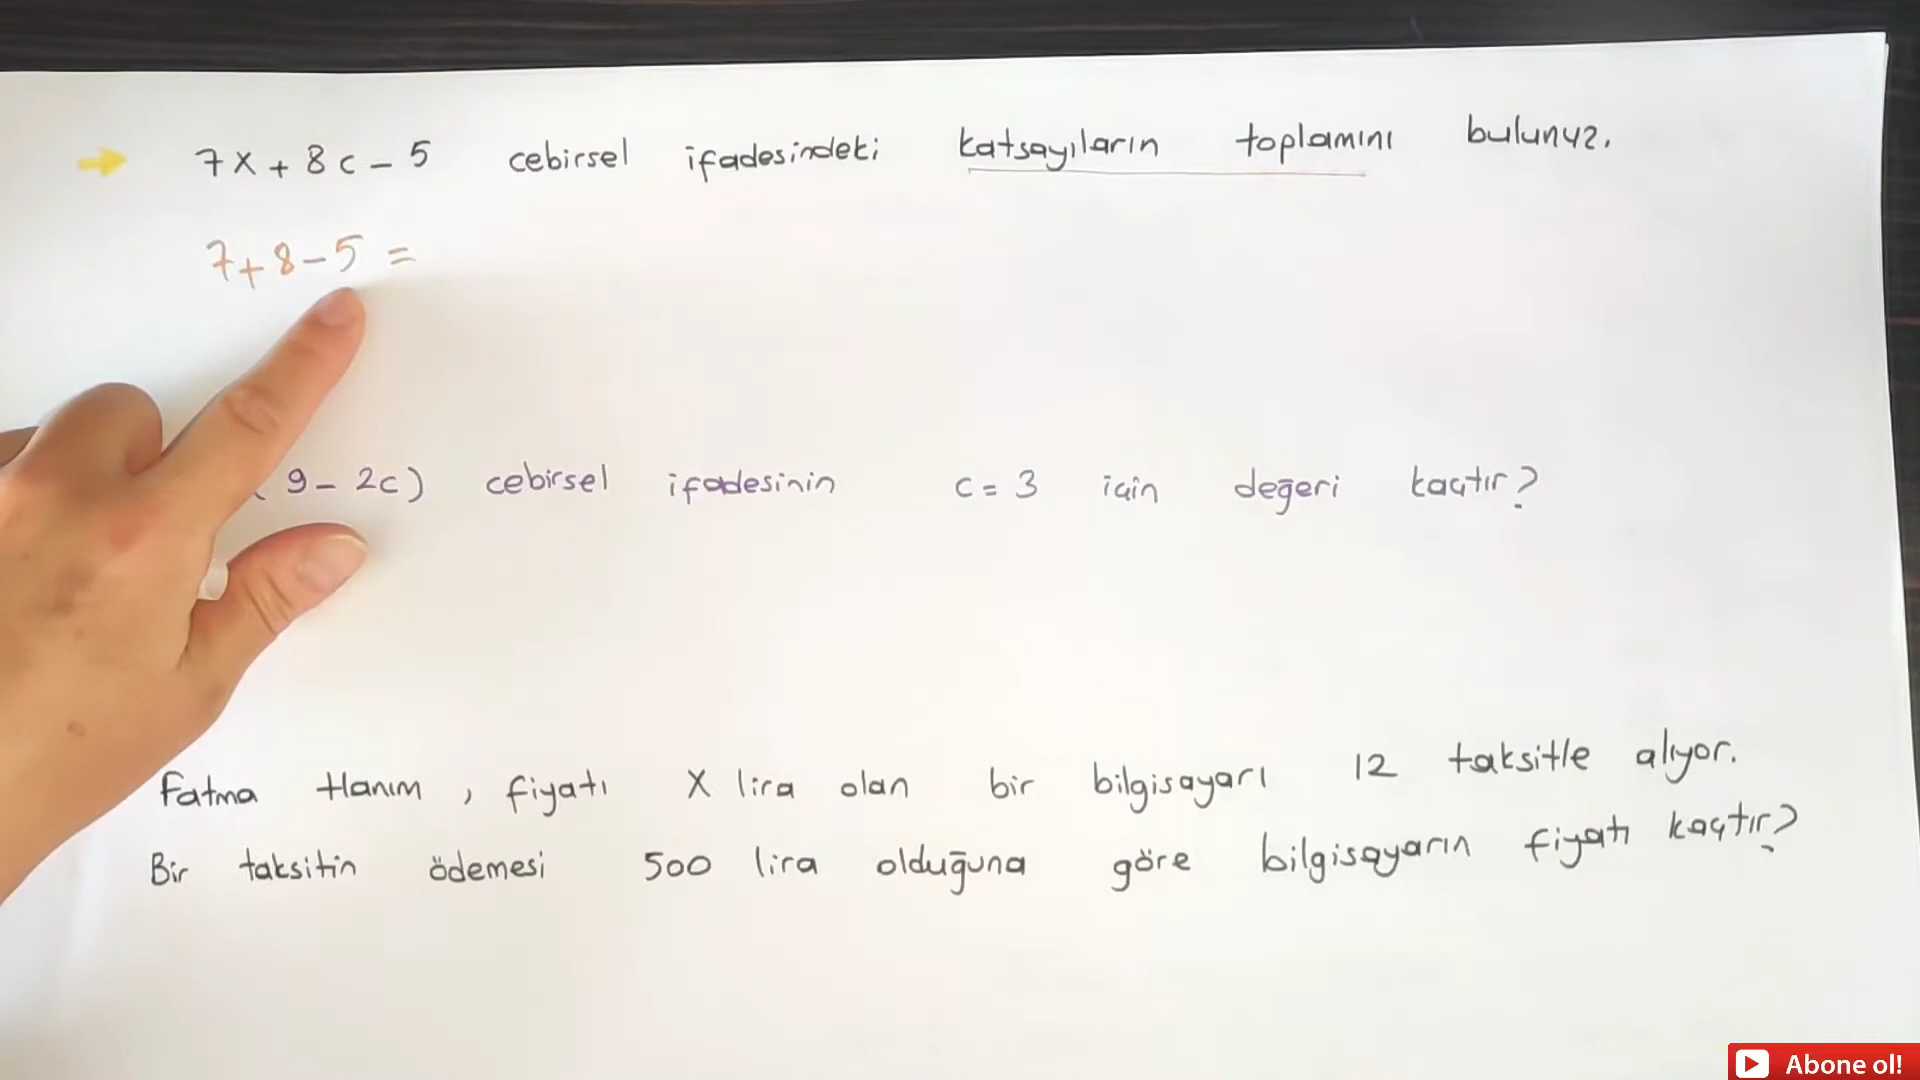 7x + 8c - 5 cebirsel ifadesindeki katsayıların toplamını bulunuz.
7 + 8 - 5 =
( 9 - 2c) cebirsel ifadesinin c = 3 için değeri kaçtır?
Fatma Hanım, fiyatı X lira olan bir bilgisayarı 12 taksitle alıyor.
Bir taksitin ödemesi 500 lira olduğuna göre bilgisayarın fiyatı kaçtır?
Abone ol!